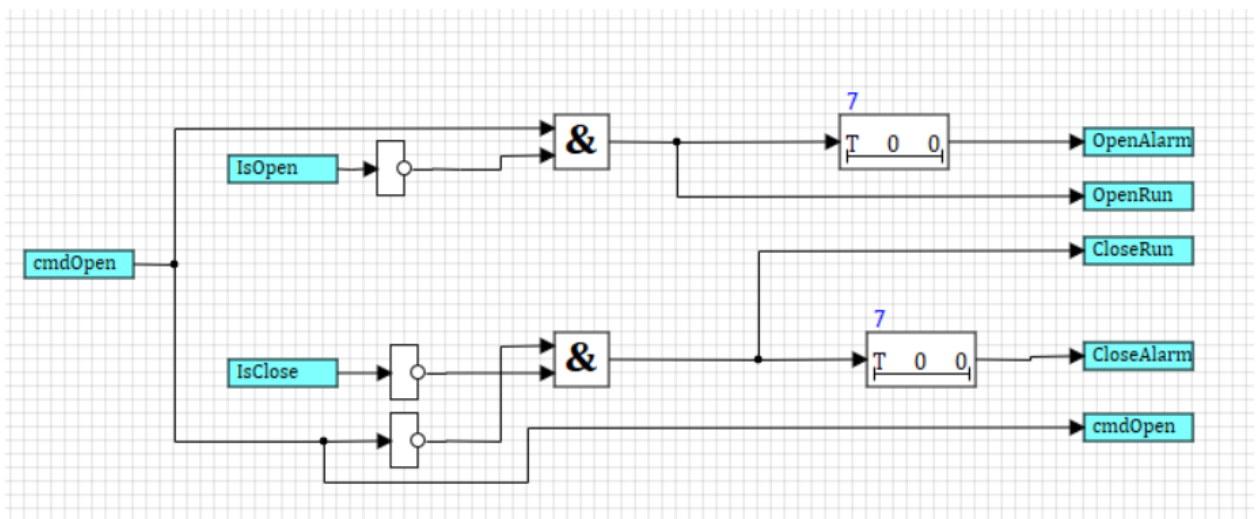 7
& T 0 0 OpenAlarm
IsOpen
OpenRun
cmdOpen CloseRun
7
& T 0 0 CloseAlarm
IsClose
cmdOpen